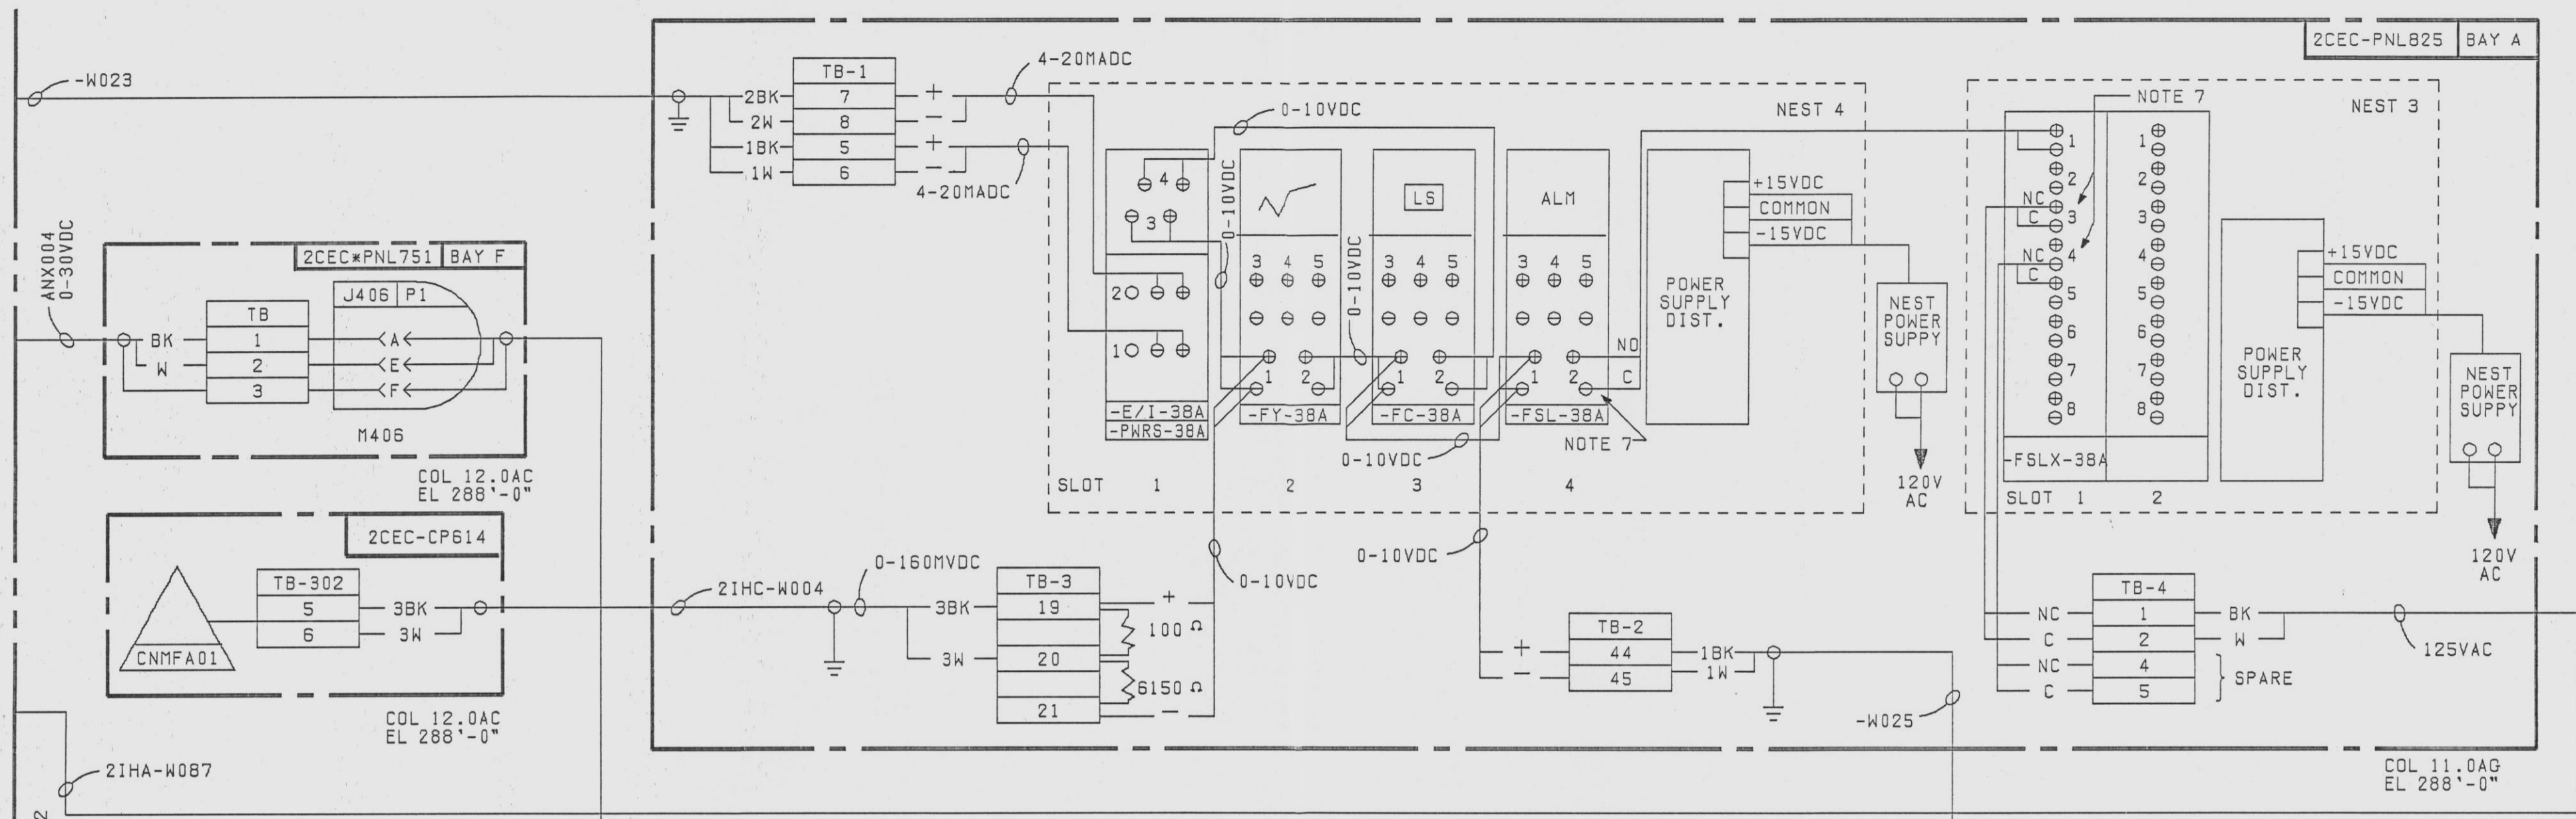 2CEC-PNL825 BAY A
-W023
TB-1
2BK 7 +
2W 8 -
1BK 5 +
1W 6 -
4-20MADC
4-20MADC
NEST 4
0-10VDC
0-10VDC
0-10VDC
4
3
2
1
-E/I-38A
-PWRS-38A
3 4 5
1 2
-FY-38A
LS
3 4 5
1 2
-FC-38A
ALM
3 4 5
1 2
-FSL-38A
NO
C
NOTE 7
0-10VDC
SLOT 1 2 3 4
POWER
SUPPLY
DIST.
+15VDC
COMMON
-15VDC
NEST
POWER
SUPPY
120V
AC
NOTE 7
NEST 3
1 1
2 2
NC
3 3
C
NC
4 4
C
5 5
6 6
7 7
8 8
-FSLX-38A
SLOT 1 2
POWER
SUPPLY
DIST.
+15VDC
COMMON
-15VDC
NEST
POWER
SUPPY
120V
AC
ANX004
0-30VDC
2CEC*PNL751 BAY F
J406 P1
TB
BK 1 A
W 2 E
3 F
M406
COL 12.0AC
EL 288'-0"
2CEC-CP614
TB-302
5 3BK
6 3W
CNMFA01
COL 12.0AC
EL 288'-0"
2IHC-W004
0-160MVDC
TB-3
3BK 19 +
100 Ω
3W 20
6150 Ω
21 -
0-10VDC
0-10VDC
TB-2
+ 44 1BK
- 45 1W
-W025
TB-4
NC 1 BK
C 2 W
NC 4
C 5
SPARE
125VAC
COL 11.0AG
EL 288'-0"
2IHA-W087
2